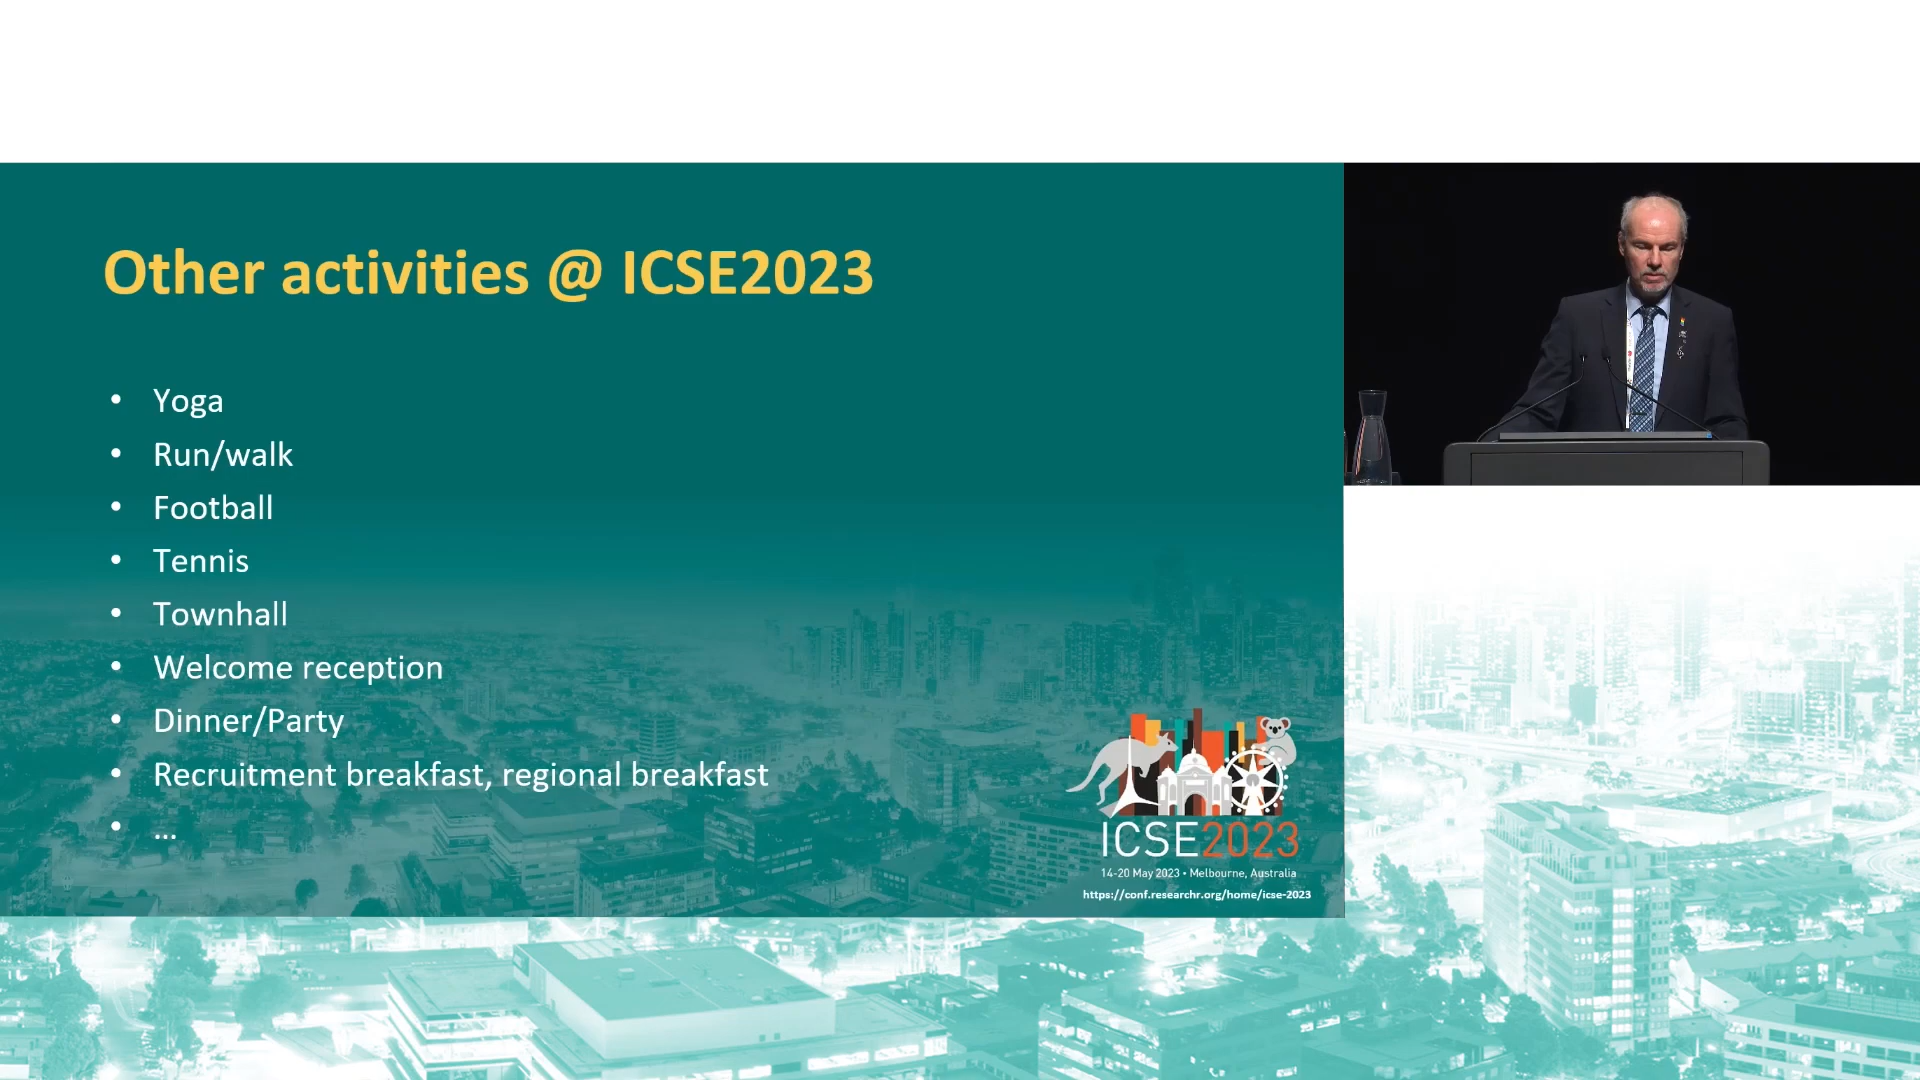 Other activities @ ICSE2023
• Yoga
• Run/walk
• Football
• Tennis
• Townhall
• Welcome reception
• Dinner/Party
• Recruitment breakfast, regional breakfast
• ...
ICSE2023
14-20 May 2023 • Melbourne, Australia
https://conf.researchr.org/home/icse-2023